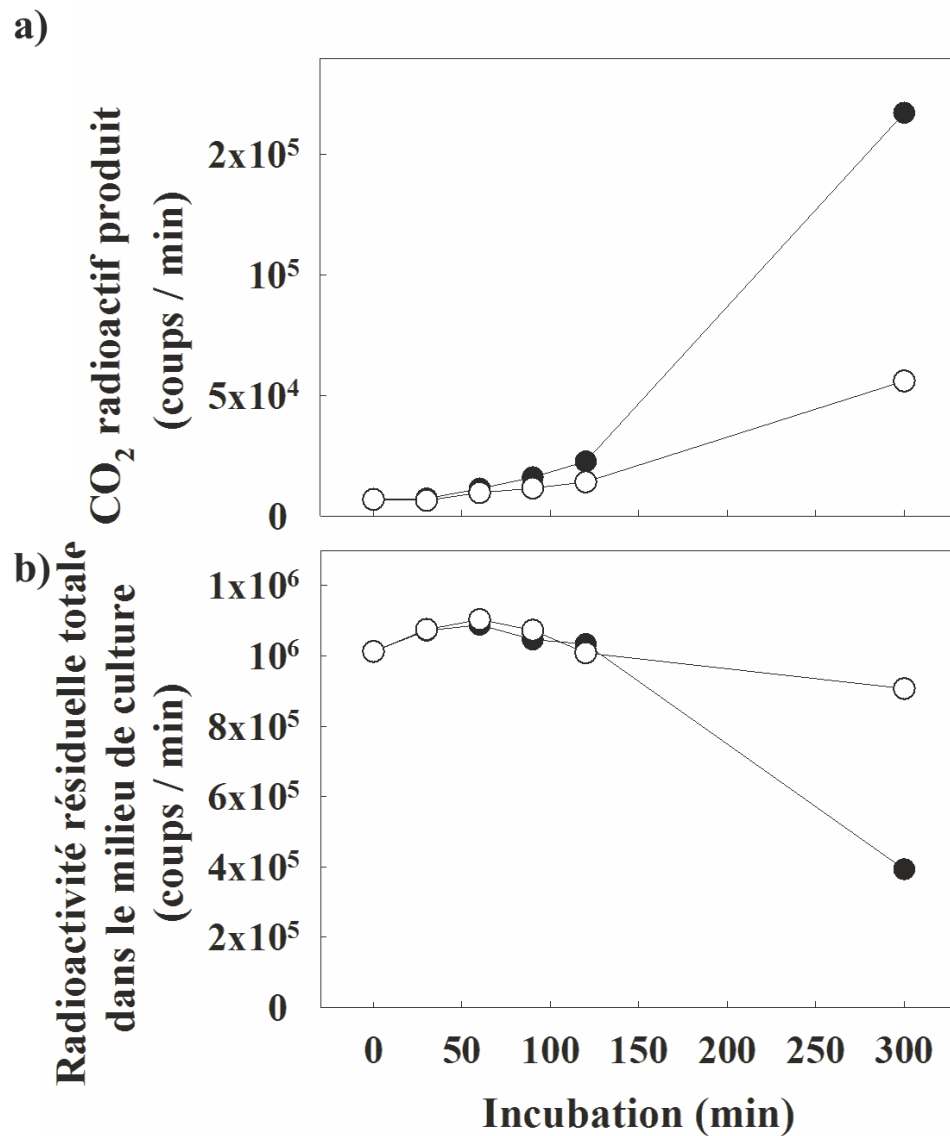 a)
CO₂ radioactif produit
(coups / min)
2x10⁵
10⁵
5x10⁴
0
b)
Radioactivité résiduelle totale
dans le milieu de culture
(coups / min)
1x10⁶
10⁶
8x10⁵
6x10⁵
4x10⁵
2x10⁵
0
0 50 100 150 200 250 300
Incubation (min)